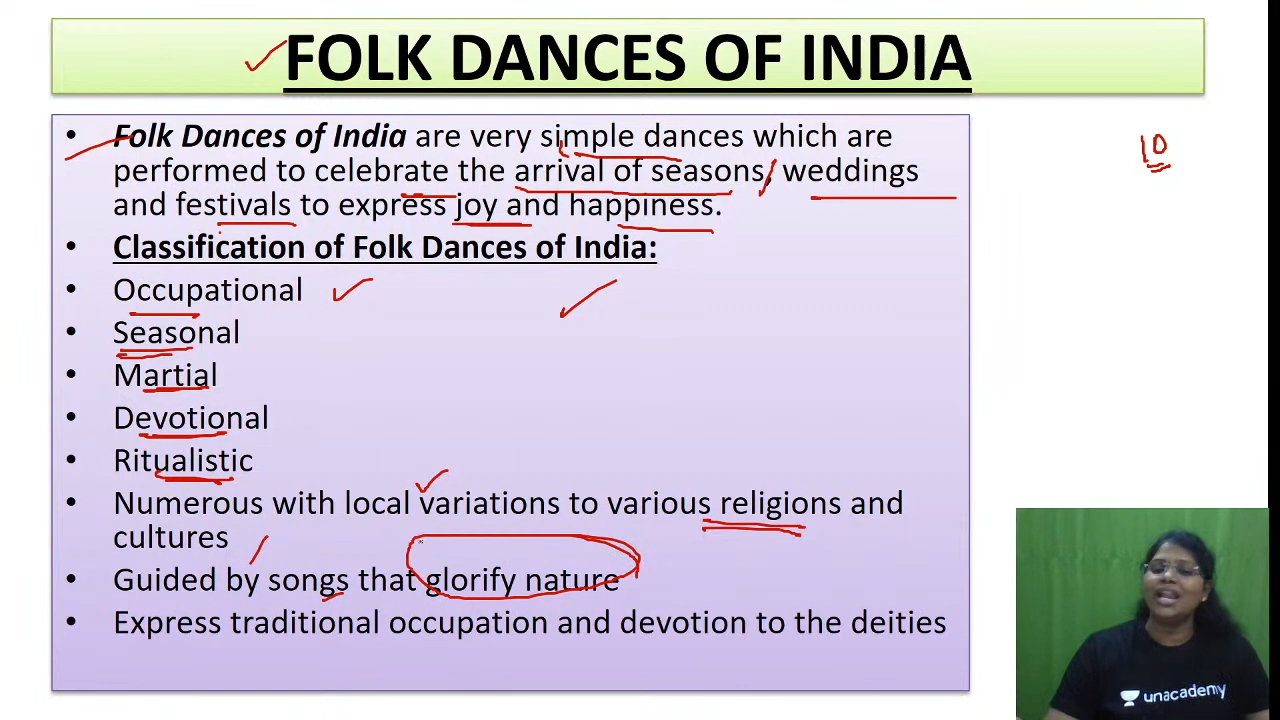 FOLK DANCES OF INDIA
10
• Folk Dances of India are very simple dances which are
performed to celebrate the arrival of seasons, weddings
and festivals to express joy and happiness.
• Classification of Folk Dances of India:
• Occupational
• Seasonal
• Martial
• Devotional
• Ritualistic
• Numerous with local variations to various religions and
cultures
• Guided by songs that glorify nature
• Express traditional occupation and devotion to the deities
unacademy